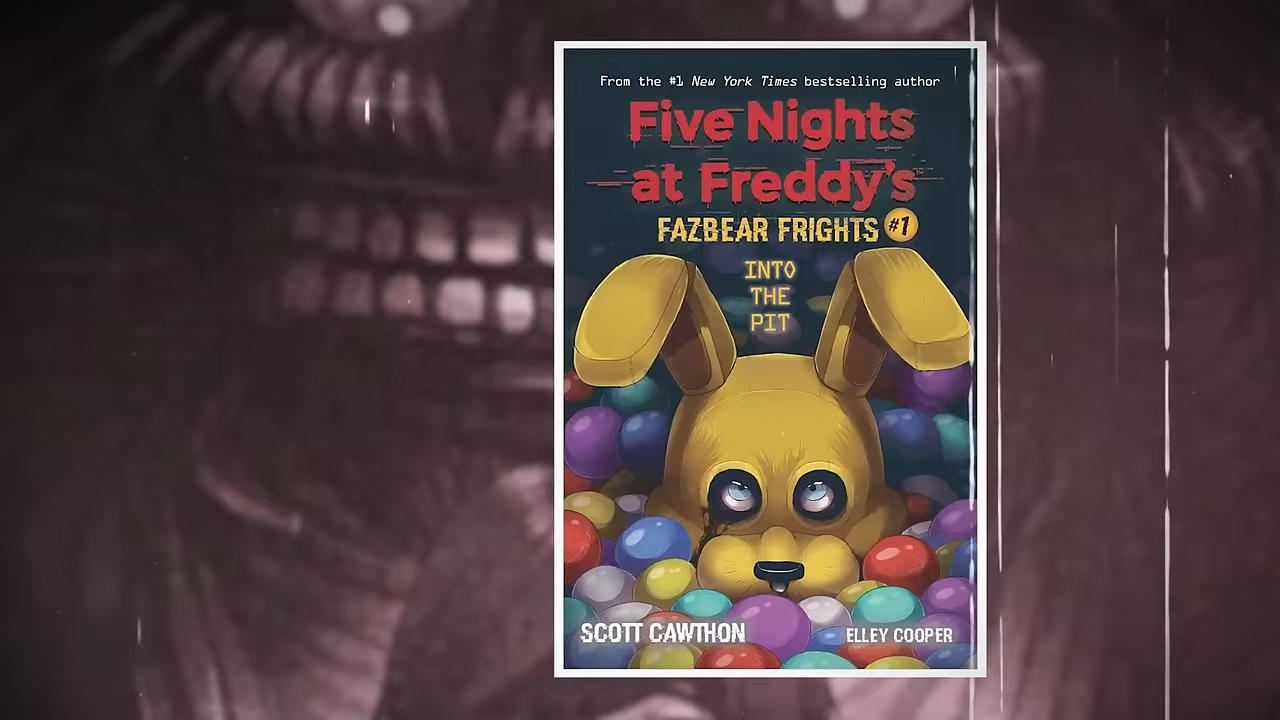 From the #1 New York Times bestselling author
Five Nights
at Freddy's™
FAZBEAR FRIGHTS #1
INTO
THE
PIT
SCOTT CAWTHON
ELLEY COOPER